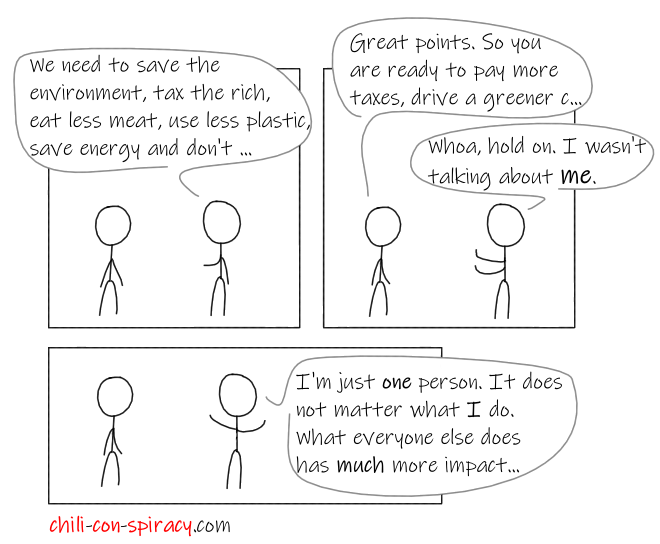 We need to save the
environment, tax the rich,
eat less meat, use less plastic,
save energy and don't ...
Great points. So you
are ready to pay more
taxes, drive a greener c...
Whoa, hold on. I wasn't
talking about me.
I'm just one person. It does
not matter what I do.
What everyone else does
has much more impact...
chili-con-spiracy.com